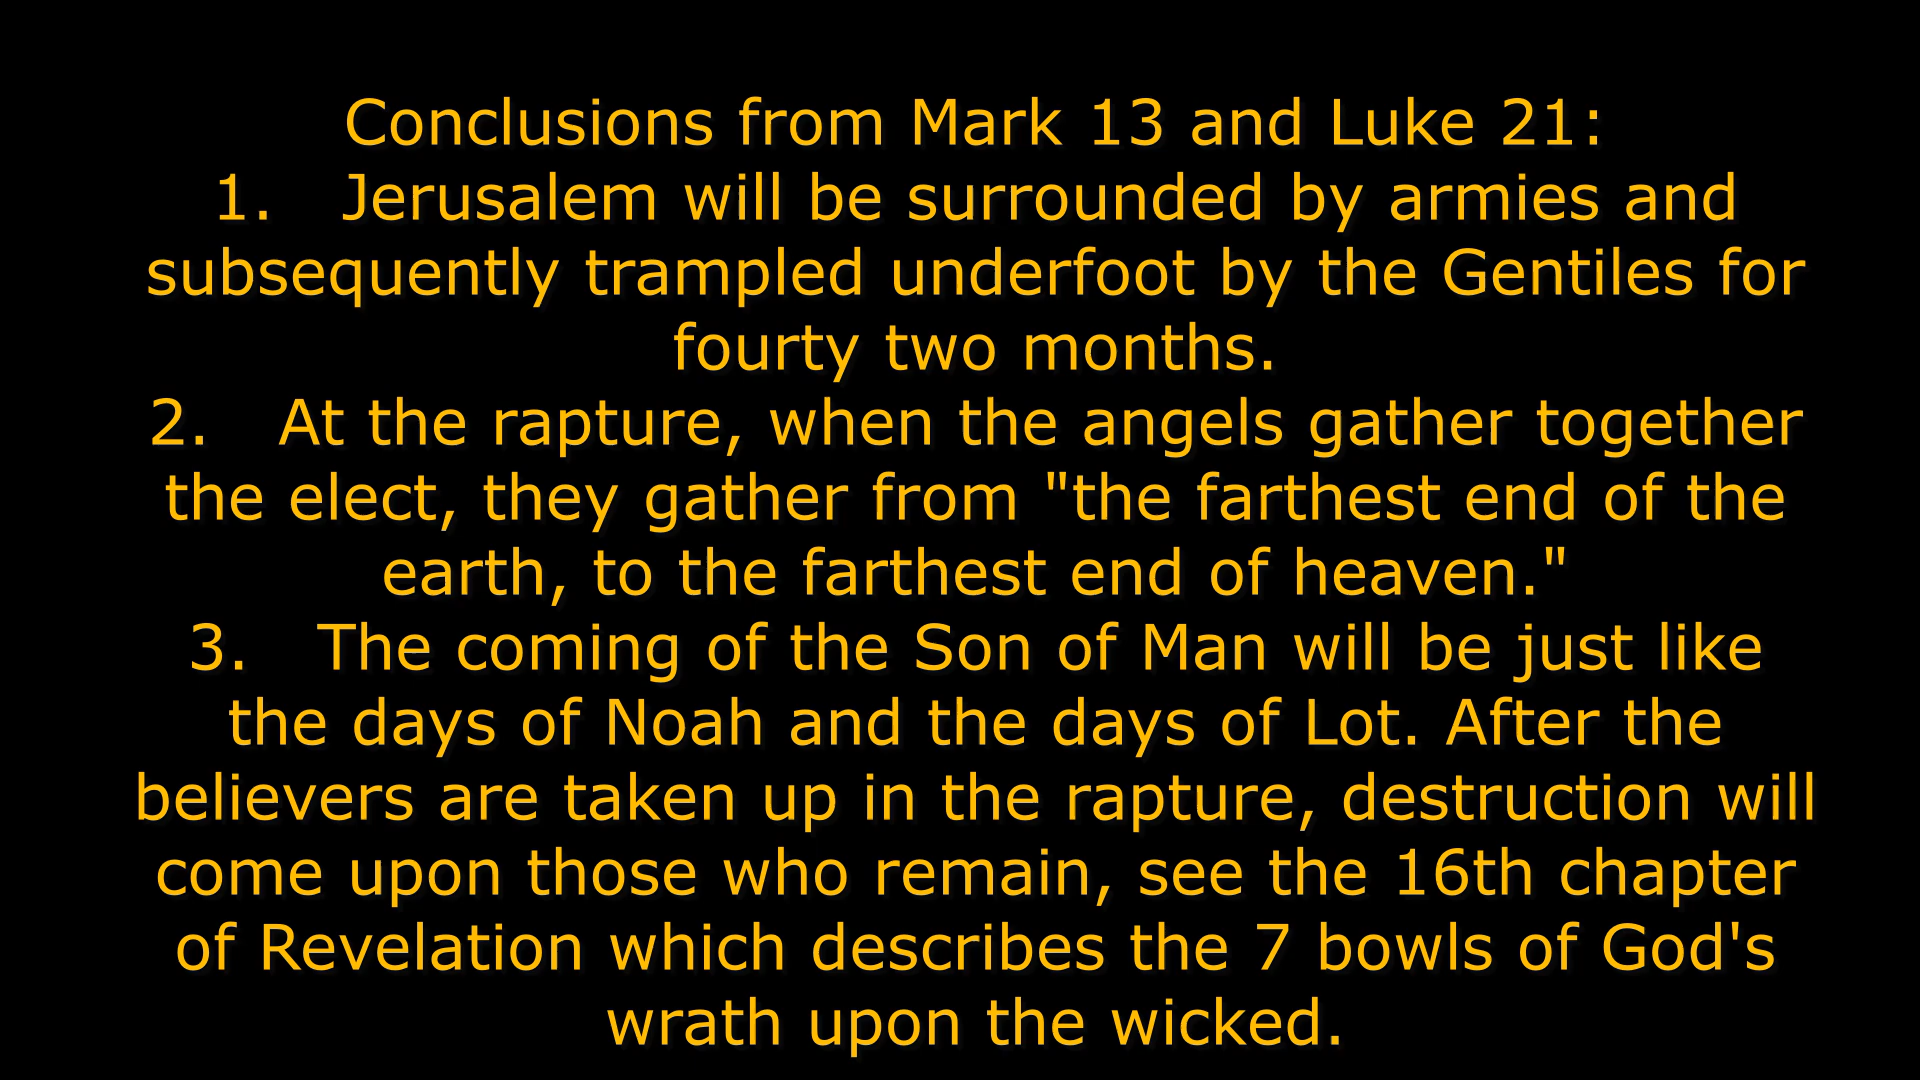 Conclusions from Mark 13 and Luke 21:
1. Jerusalem will be surrounded by armies and
subsequently trampled underfoot by the Gentiles for
fourty two months.
2. At the rapture, when the angels gather together
the elect, they gather from "the farthest end of the
earth, to the farthest end of heaven."
3. The coming of the Son of Man will be just like
the days of Noah and the days of Lot. After the
believers are taken up in the rapture, destruction will
come upon those who remain, see the 16th chapter
of Revelation which describes the 7 bowls of God's
wrath upon the wicked.